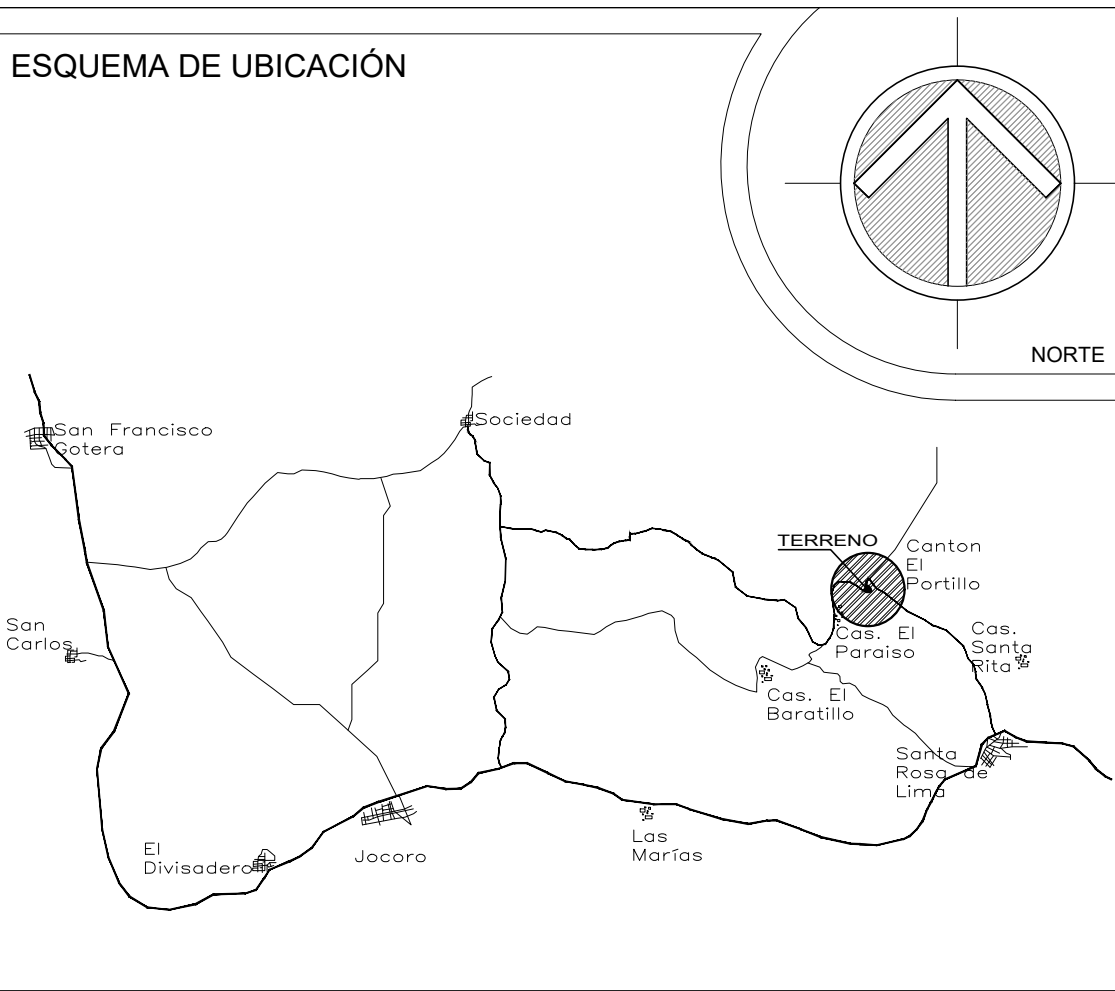 ESQUEMA DE UBICACIÓN
NORTE
San Francisco
Gotera
Sociedad
TERRENO
Canton
El
Portillo
San
Carlos
Cas. El
Paraiso
Cas.
Santa
Rita
Cas. El
Baratillo
Santa
Rosa de
Lima
El
Divisadero
Jocoro
Las
Marías